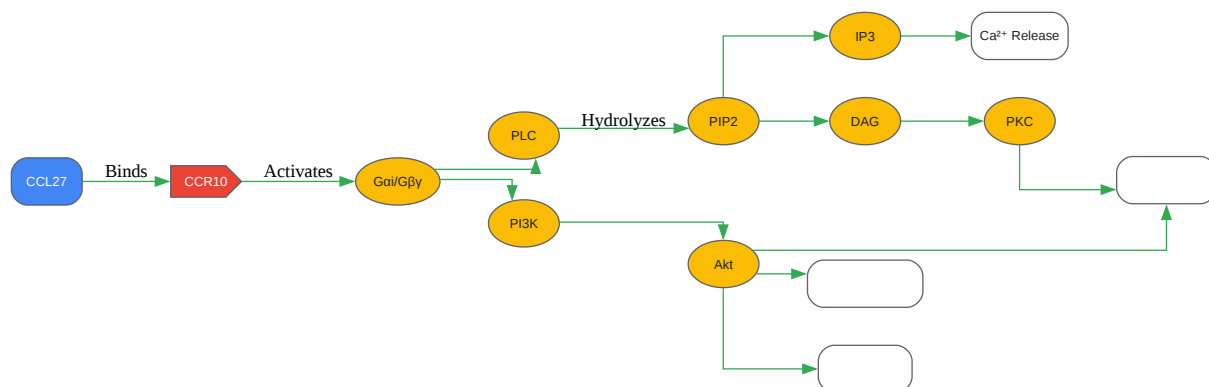 IP3
Ca²⁺ Release
PLC
Hydrolyzes
PIP2
DAG
PKC
CCL27
Binds
CCR10
Activates
Gαi/Gβγ
PI3K
Akt